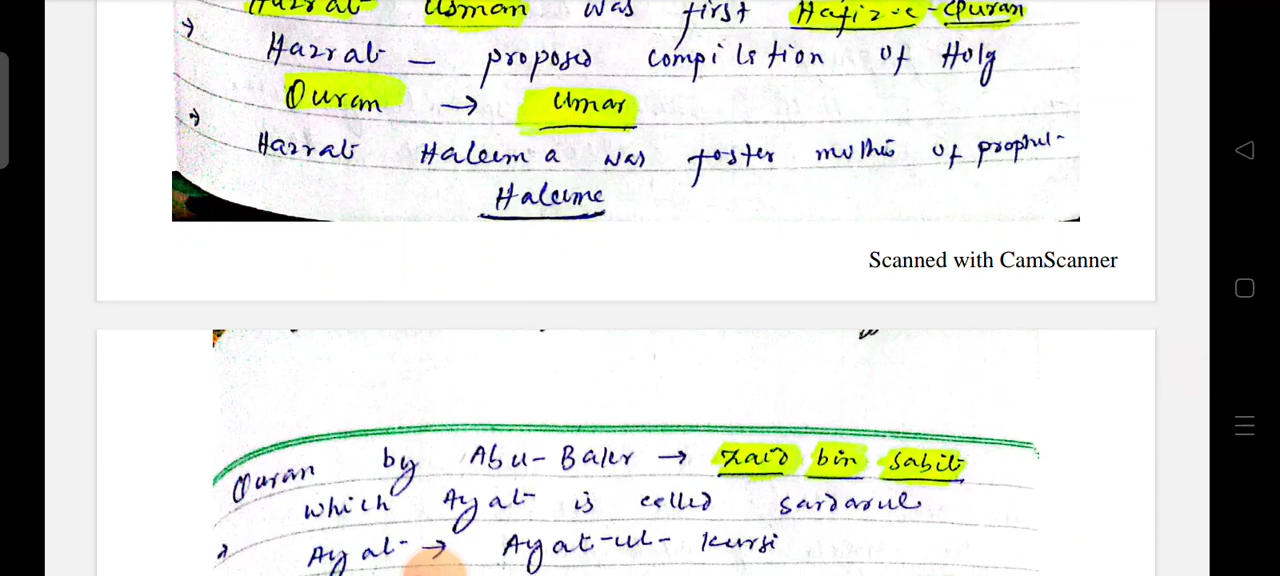 Hazrat Usman was first Hafiz-e-Quran
Hazrat — proposed compilation of Holy
Quran → Umar
Hazrat Haleema was foster mother of prophet
Haleeme
Scanned with CamScanner
Quran by Abu-Bakr → Zaid bin Sabit
which Ayat is called Sardarul
Ayat → Ayat-ul-Kursi